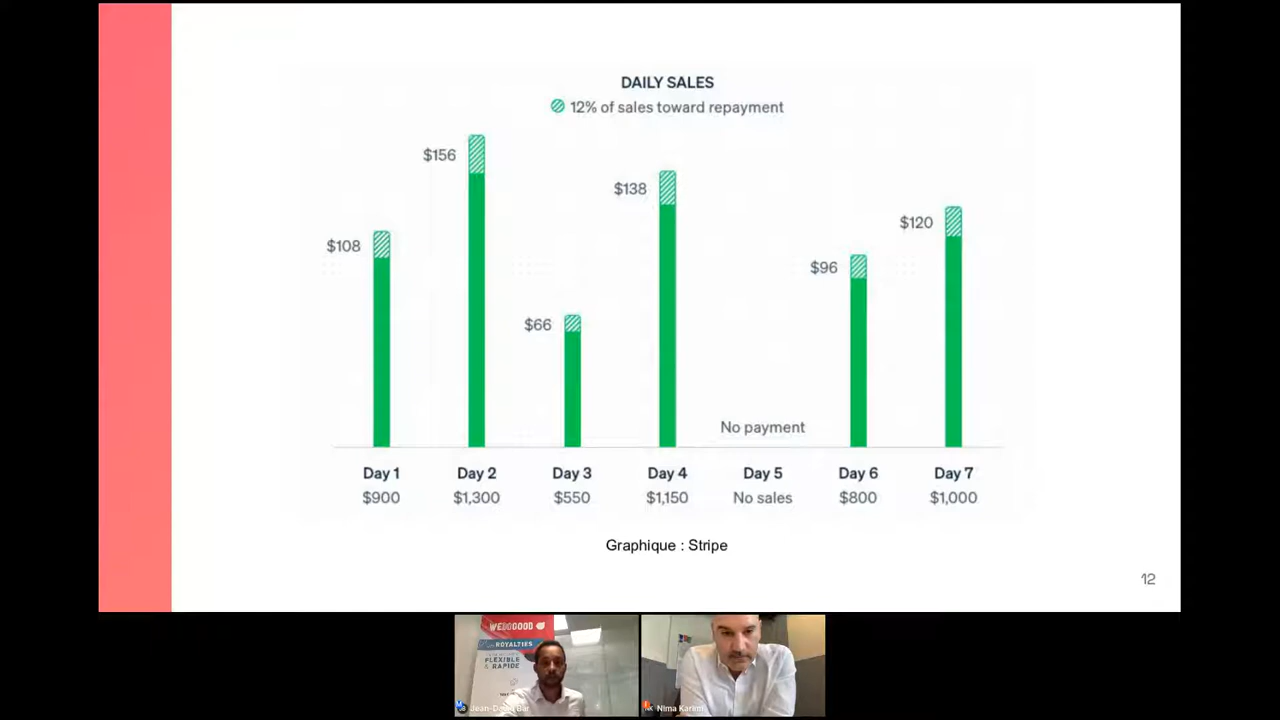 DAILY SALES
12% of sales toward repayment
$156
$138
$120
$108
$96
$66
No payment
Day 1 Day 2 Day 3 Day 4 Day 5 Day 6 Day 7
$900 $1,300 $550 $1,150 No sales $800 $1,000
Graphique : Stripe
12
WEDOGOOD
ROYALTIES
FLEXIBLE
& RAPIDE
Nima Karimi